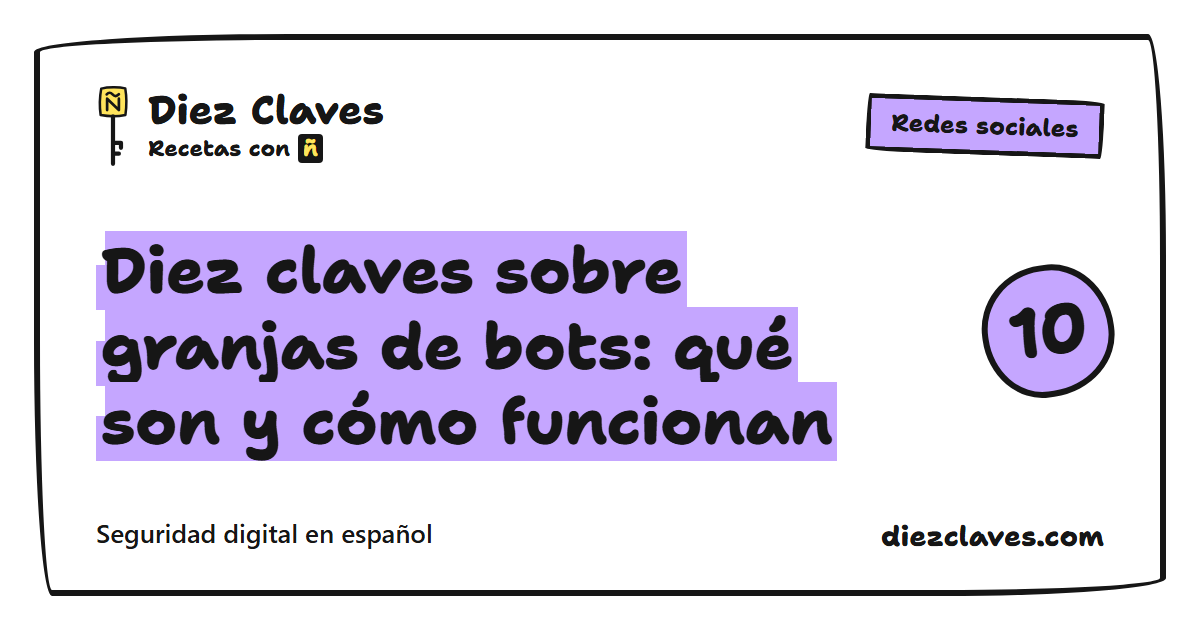 Ñ
Diez Claves
Recetas con ñ
Redes sociales
Diez claves sobre
granjas de bots: qué
son y cómo funcionan
10
Seguridad digital en español
diezclaves.com